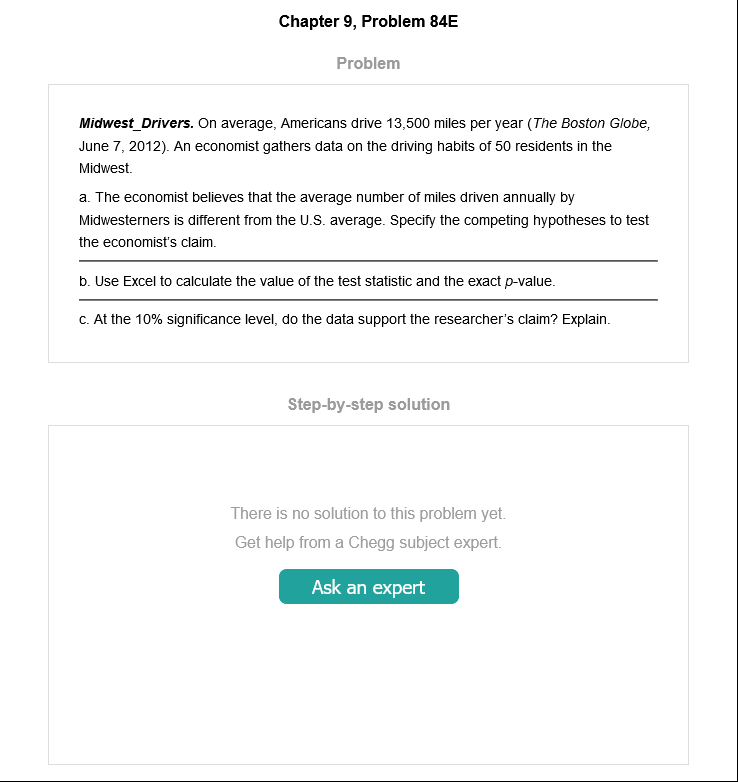 Chapter 9, Problem 84E
Problem
Midwest_Drivers. On average, Americans drive 13,500 miles per year (The Boston Globe,
June 7, 2012). An economist gathers data on the driving habits of 50 residents in the
Midwest.
a. The economist believes that the average number of miles driven annually by
Midwesterners is different from the U.S. average. Specify the competing hypotheses to test
the economist's claim.
b. Use Excel to calculate the value of the test statistic and the exact p-value.
c. At the 10% significance level, do the data support the researcher's claim? Explain.
Step-by-step solution
There is no solution to this problem yet.
Get help from a Chegg subject expert.
Ask an expert